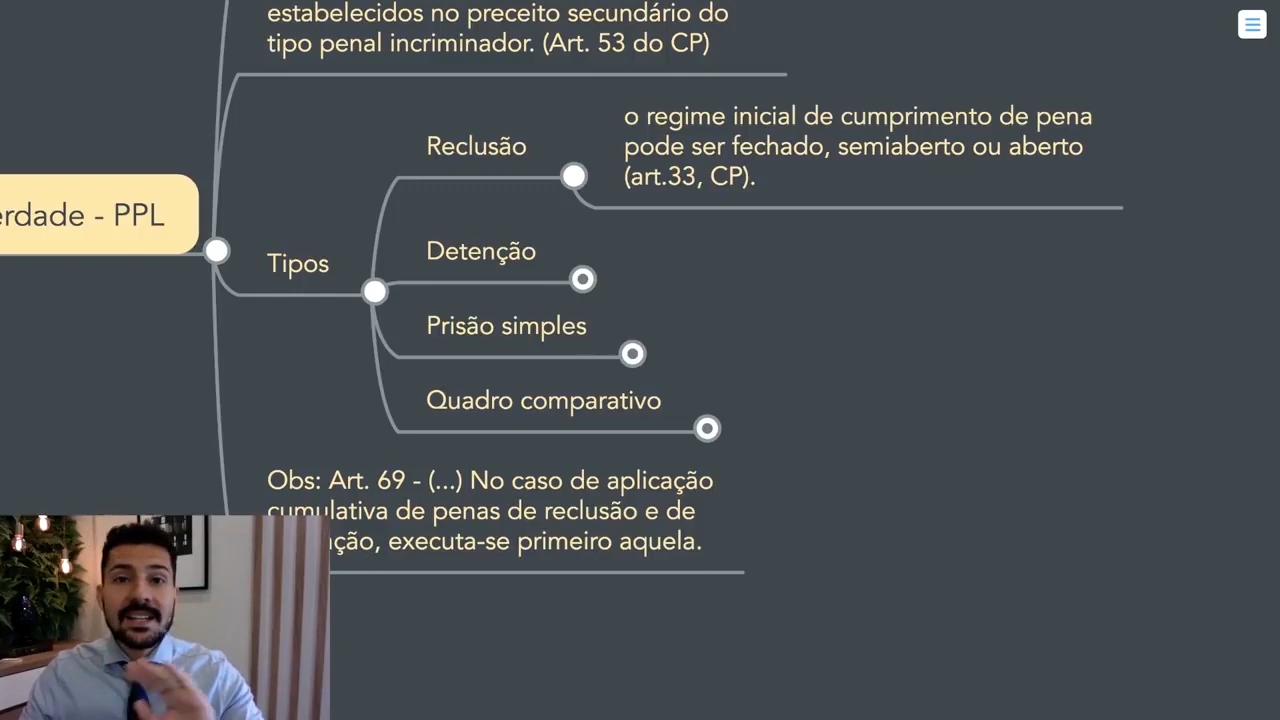 estabelecidos no preceito secundário do
tipo penal incriminador. (Art. 53 do CP)
o regime inicial de cumprimento de pena
Reclusão
pode ser fechado, semiaberto ou aberto
(art.33, CP).
erdade - PPL
Detenção
Tipos
Prisão simples
Quadro comparativo
Obs: Art. 69 - (...) No caso de aplicação
cumulativa de penas de reclusão e de
ção, executa-se primeiro aquela.